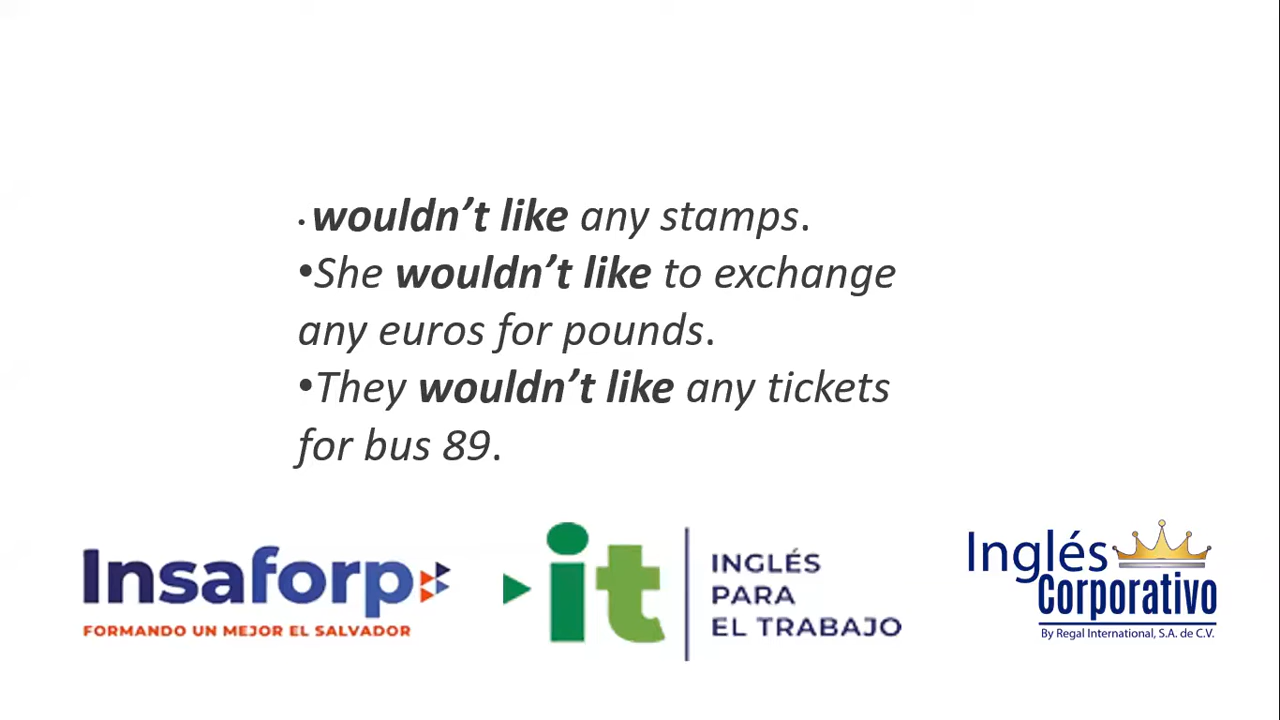 • wouldn't like any stamps.
•She wouldn't like to exchange
any euros for pounds.
•They wouldn't like any tickets
for bus 89.
Insaforp
FORMANDO UN MEJOR EL SALVADOR
it
INGLÉS
PARA
EL TRABAJO
Inglés
Corporativo
By Regal International, S.A. de C.V.